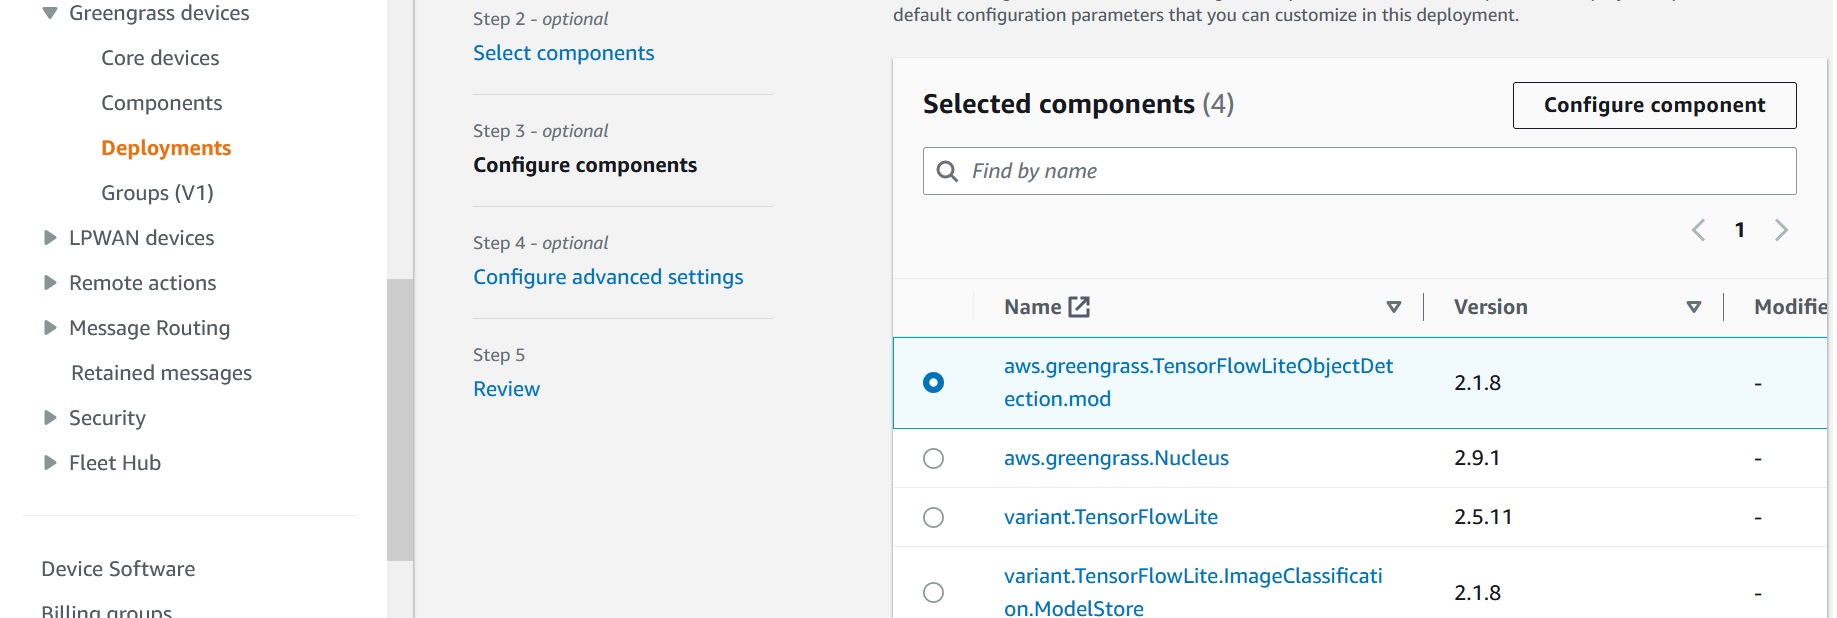 Greengrass devices
Core devices
Components
Deployments
Groups (V1)
LPWAN devices
Remote actions
Message Routing
Retained messages
Security
Fleet Hub
Device Software
Billing groups
Step 2 - optional
Select components
Step 3 - optional
Configure components
Step 4 - optional
Configure advanced settings
Step 5
Review
default configuration parameters that you can customize in this deployment.
Selected components (4)
Configure component
Find by name
1
Name Version Modifie
aws.greengrass.TensorFlowLiteObjectDet
ection.mod
2.1.8 -
aws.greengrass.Nucleus 2.9.1 -
variant.TensorFlowLite 2.5.11 -
variant.TensorFlowLite.ImageClassificati
on.ModelStore
2.1.8 -